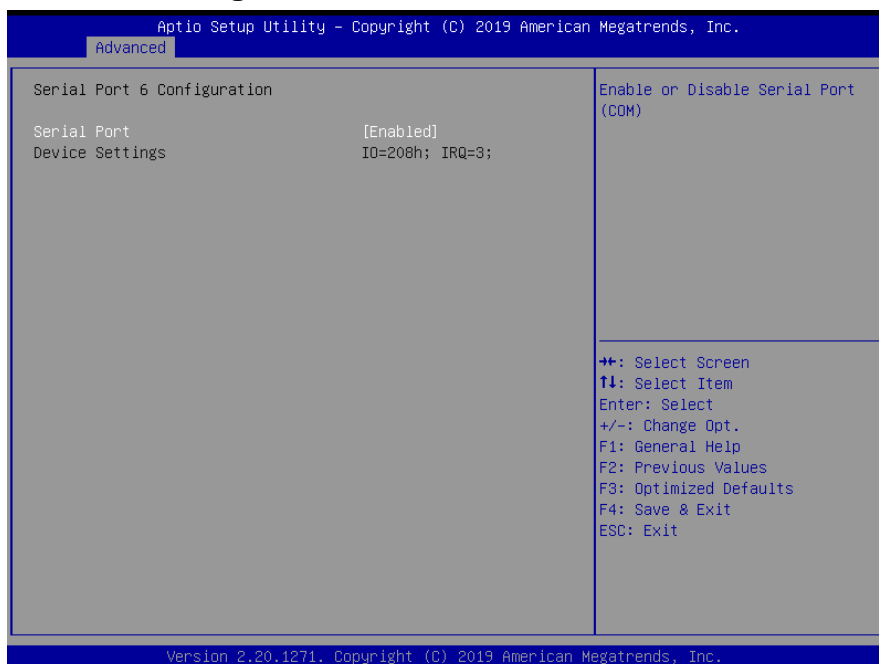 Aptio Setup Utility – Copyright (C) 2019 American Megatrends, Inc.
Advanced
Serial Port 6 Configuration
Serial Port [Enabled]
Device Settings IO=208h; IRQ=3;
Enable or Disable Serial Port
(COM)
→←: Select Screen
↑↓: Select Item
Enter: Select
+/-: Change Opt.
F1: General Help
F2: Previous Values
F3: Optimized Defaults
F4: Save & Exit
ESC: Exit
Version 2.20.1271. Copyright (C) 2019 American Megatrends, Inc.